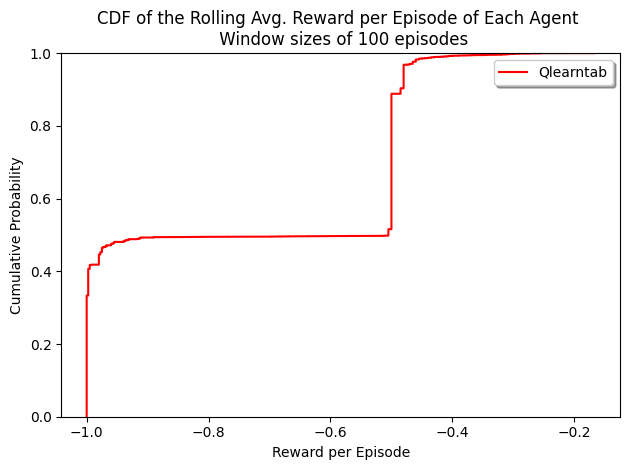 CDF of the Rolling Avg. Reward per Episode of Each Agent
Window sizes of 100 episodes
Qlearntab
1.0
0.8
0.6
0.4
0.2
0.0
Cumulative Probability
−1.0 −0.8 −0.6 −0.4 −0.2
Reward per Episode